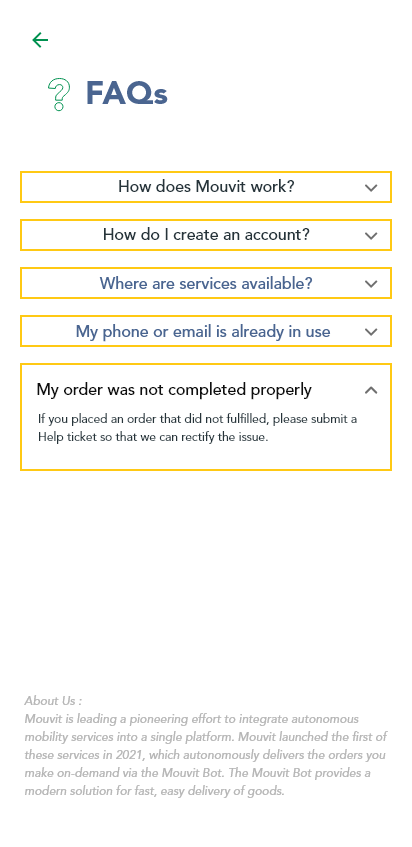 FAQs
How does Mouvit work?
How do I create an account?
Where are services available?
My phone or email is already in use
My order was not completed properly
If you placed an order that did not fulfilled, please submit a
Help ticket so that we can rectify the issue.
About Us :
Mouvit is leading a pioneering effort to integrate autonomous
mobility services into a single platform. Mouvit launched the first of
these services in 2021, which autonomously delivers the orders you
make on-demand via the Mouvit Bot. The Mouvit Bot provides a
modern solution for fast, easy delivery of goods.